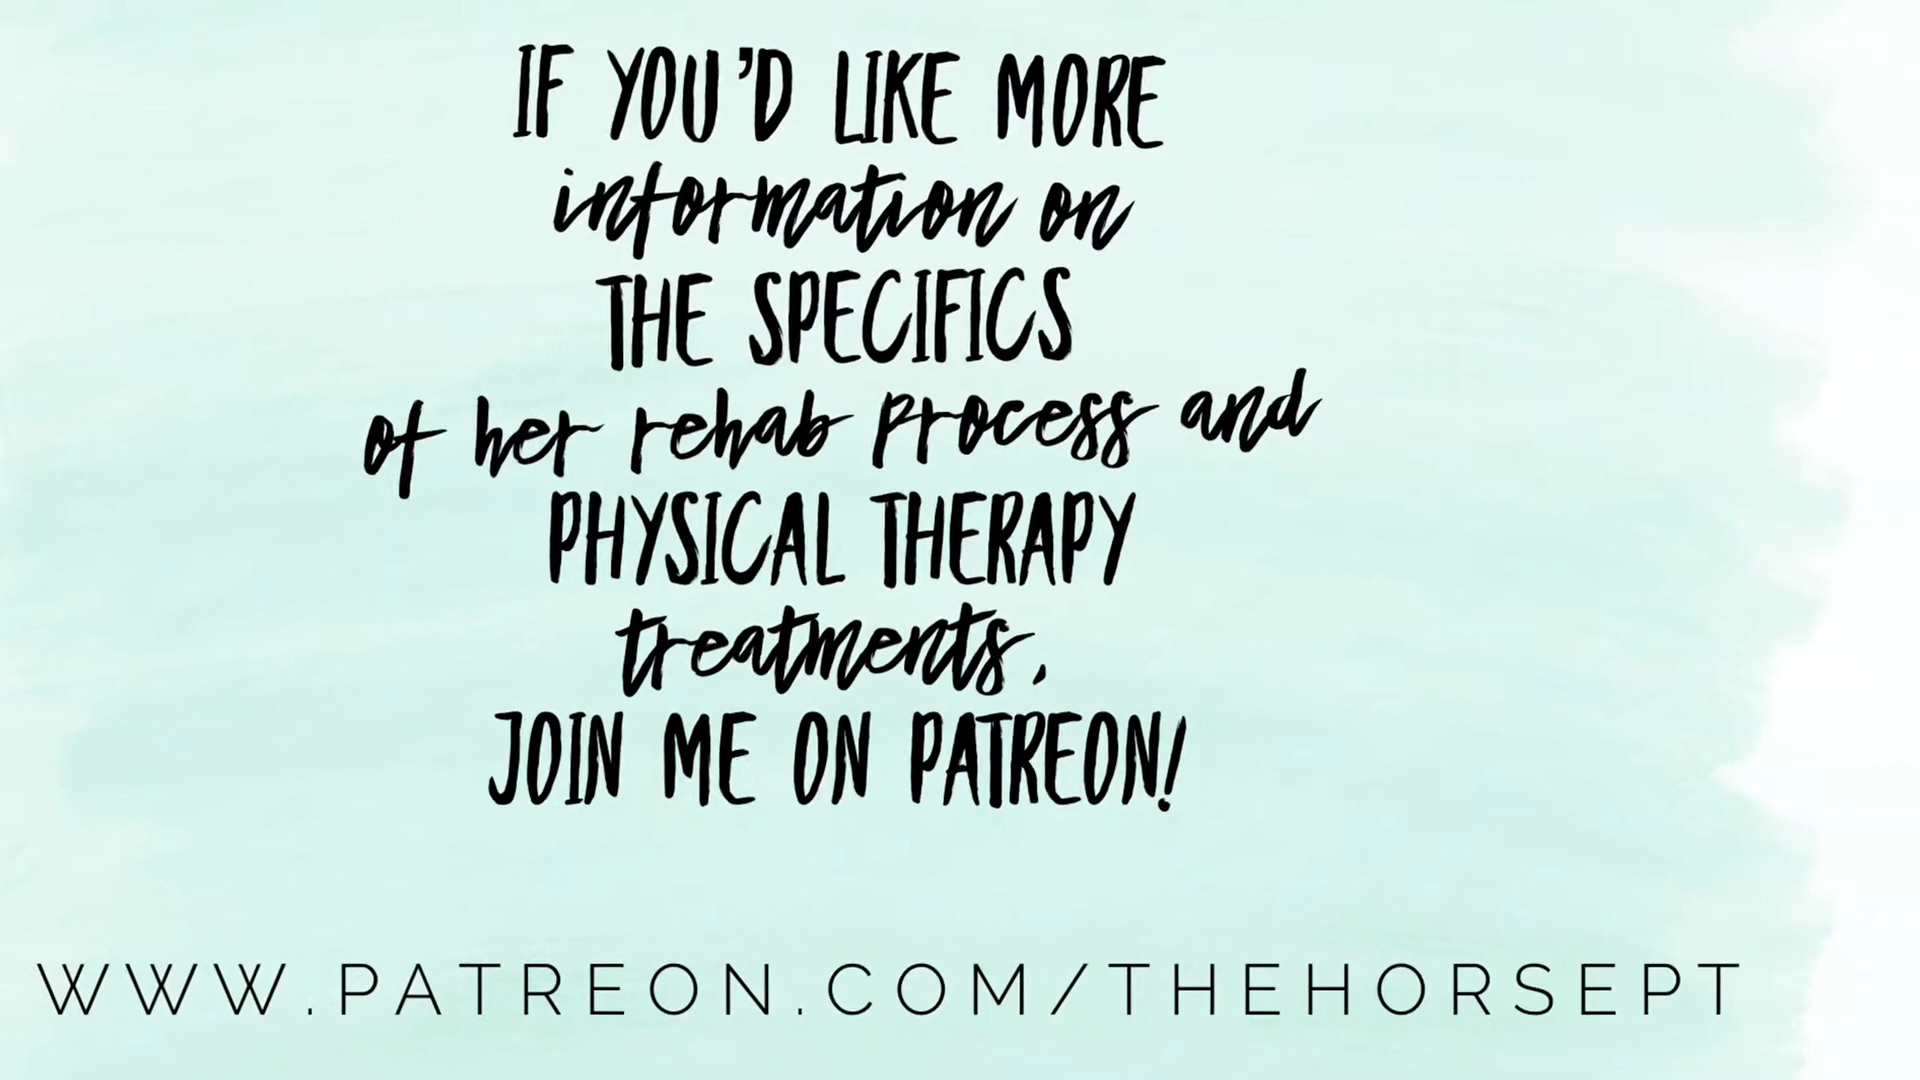 IF YOU'D LIKE MORE
information on
THE SPECIFICS
of her rehab process and
PHYSICAL THERAPY
treatments,
JOIN ME ON PATREON!
WWW.PATREON.COM/THEHORSEPT